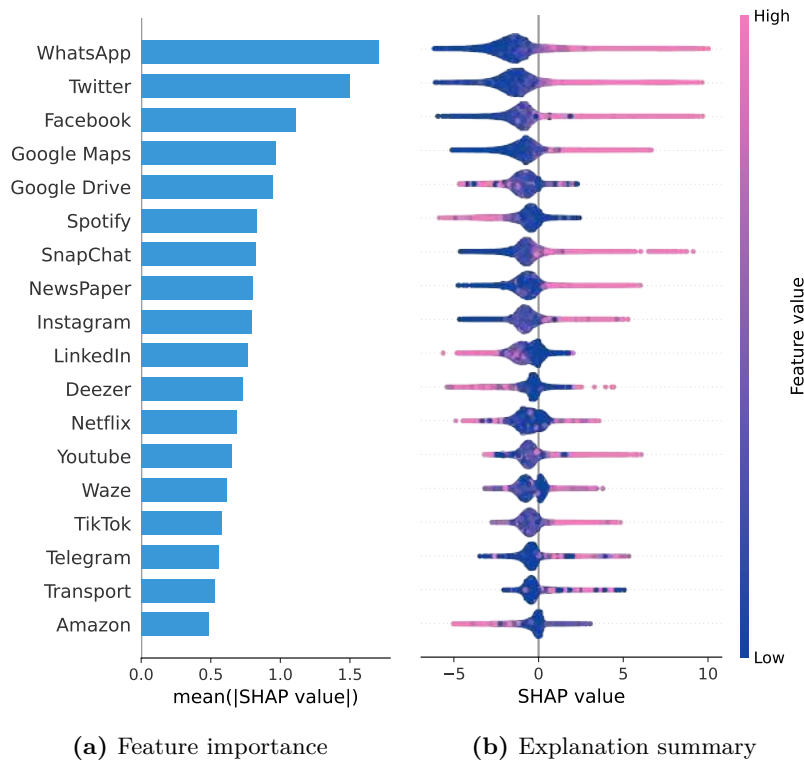 WhatsApp
Twitter
Facebook
Google Maps
Google Drive
Spotify
SnapChat
NewsPaper
Instagram
LinkedIn
Deezer
Netflix
Youtube
Waze
TikTok
Telegram
Transport
Amazon
0.0 0.5 1.0 1.5
mean(|SHAP value|)
−5 0 5 10
SHAP value
High
Feature value
Low
(a) Feature importance
(b) Explanation summary